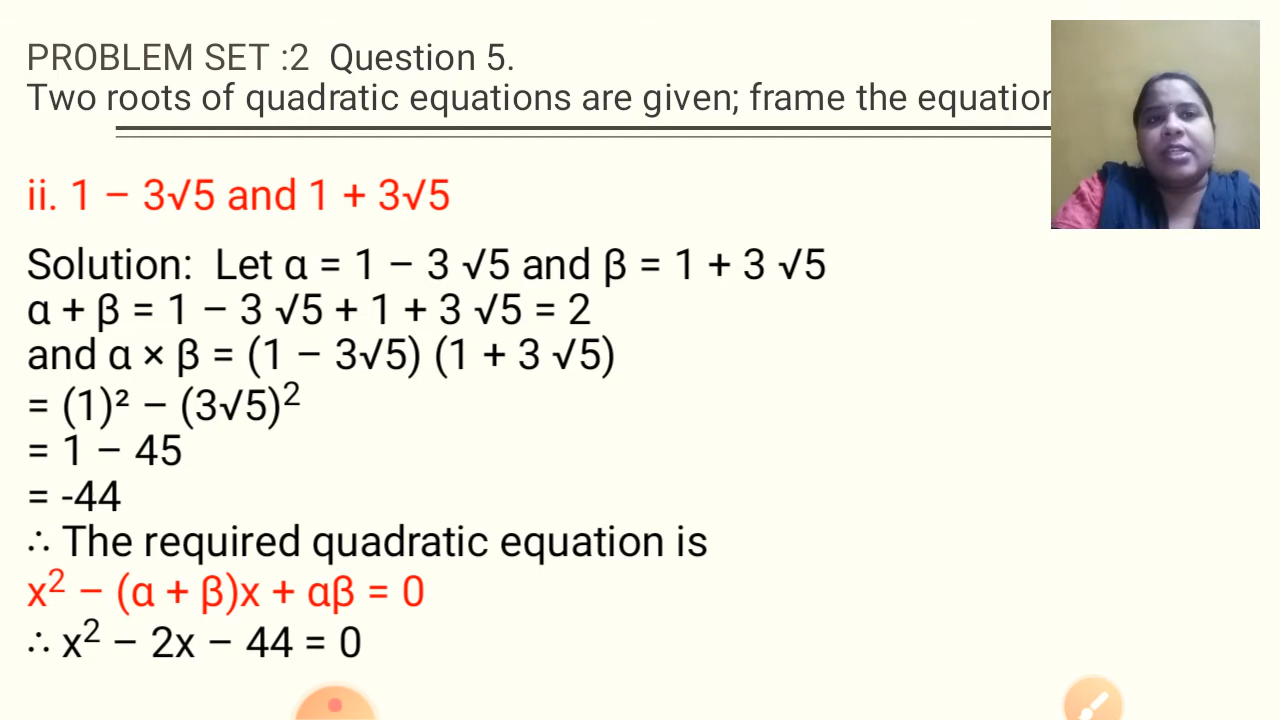 PROBLEM SET :2 Question 5.
Two roots of quadratic equations are given; frame the equation
ii. 1 – 3√5 and 1 + 3√5
Solution: Let α = 1 – 3 √5 and β = 1 + 3 √5
α + β = 1 – 3 √5 + 1 + 3 √5 = 2
and α × β = (1 – 3√5) (1 + 3 √5)
= (1)² – (3√5)²
= 1 – 45
= -44
∴ The required quadratic equation is
x² – (α + β)x + αβ = 0
∴ x² – 2x – 44 = 0